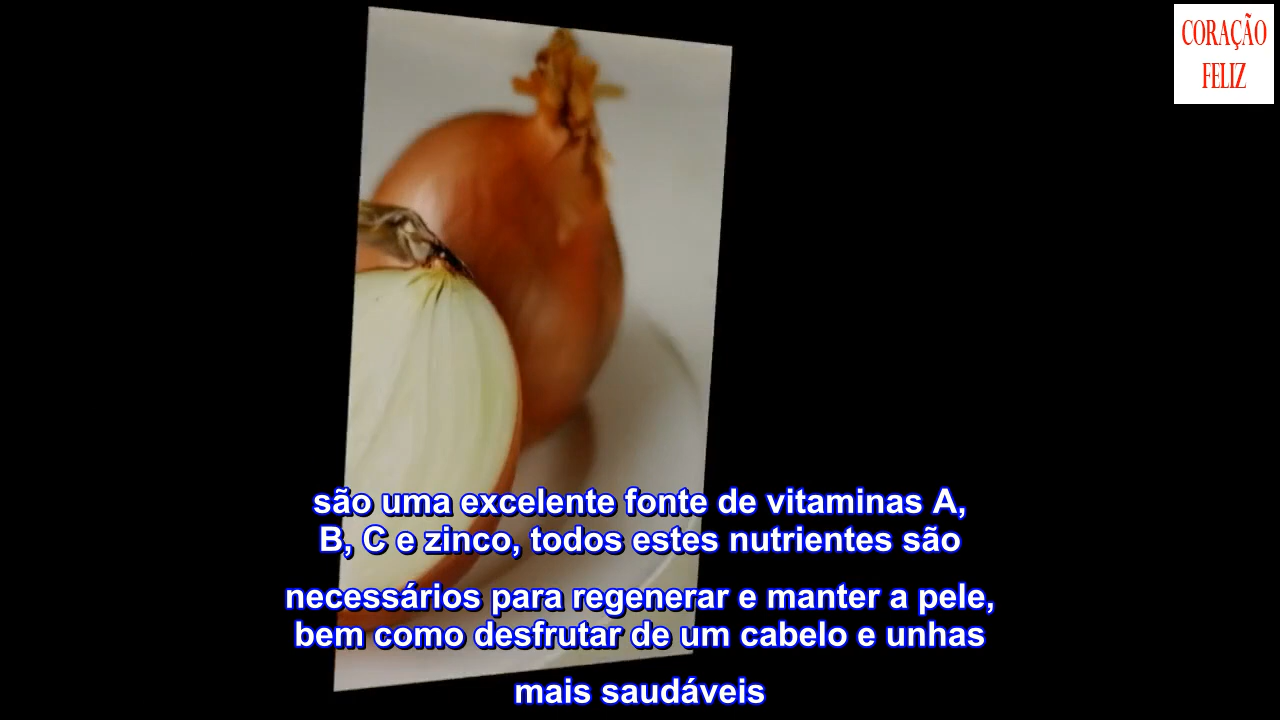 CORAÇÃO
FELIZ
são uma excelente fonte de vitaminas A,
B, C e zinco, todos estes nutrientes são
necessários para regenerar e manter a pele,
bem como desfrutar de um cabelo e unhas
mais saudáveis